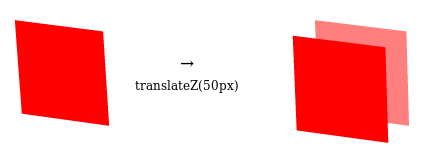 →
translateZ(50px)